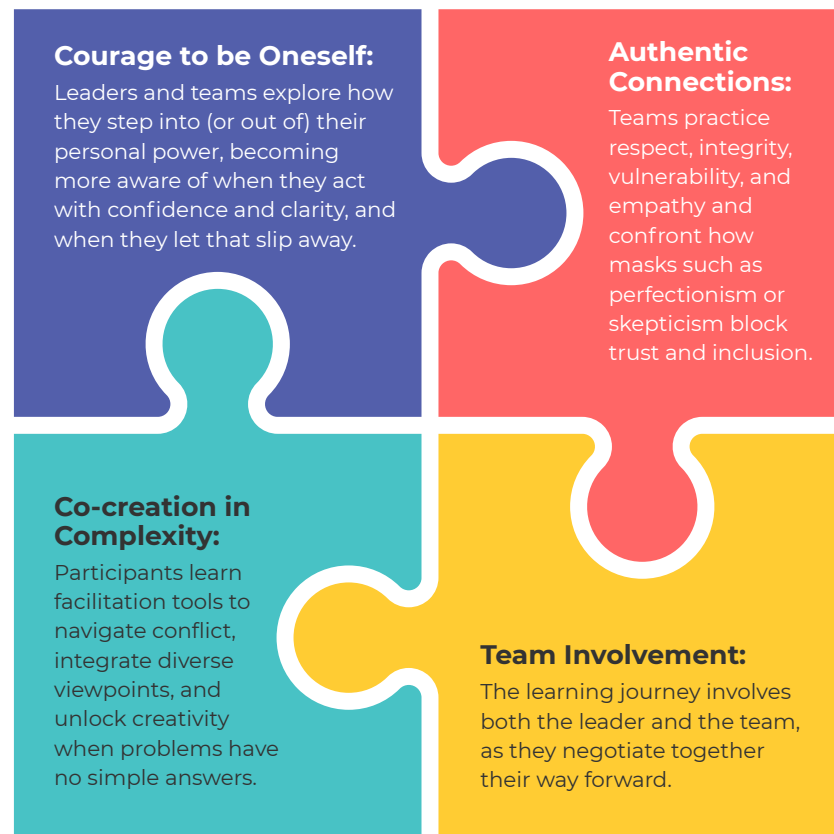 Courage to be Oneself:
Leaders and teams explore how
they step into (or out of) their
personal power, becoming
more aware of when they act
with confidence and clarity, and
when they let that slip away.
Authentic
Connections:
Teams practice
respect, integrity,
vulnerability, and
empathy and
confront how
masks such as
perfectionism or
skepticism block
trust and inclusion.
Co-creation in
Complexity:
Participants learn
facilitation tools to
navigate conflict,
integrate diverse
viewpoints, and
unlock creativity
when problems have
no simple answers.
Team Involvement:
The learning journey involves
both the leader and the team,
as they negotiate together
their way forward.